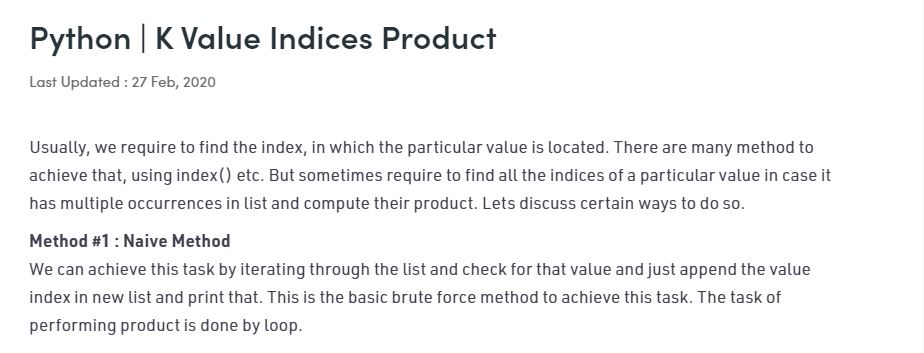 Python | K Value Indices Product
Last Updated : 27 Feb, 2020
Usually, we require to find the index, in which the particular value is located. There are many method to
achieve that, using index() etc. But sometimes require to find all the indices of a particular value in case it
has multiple occurrences in list and compute their product. Lets discuss certain ways to do so.
Method #1 : Naive Method
We can achieve this task by iterating through the list and check for that value and just append the value
index in new list and print that. This is the basic brute force method to achieve this task. The task of
performing product is done by loop.